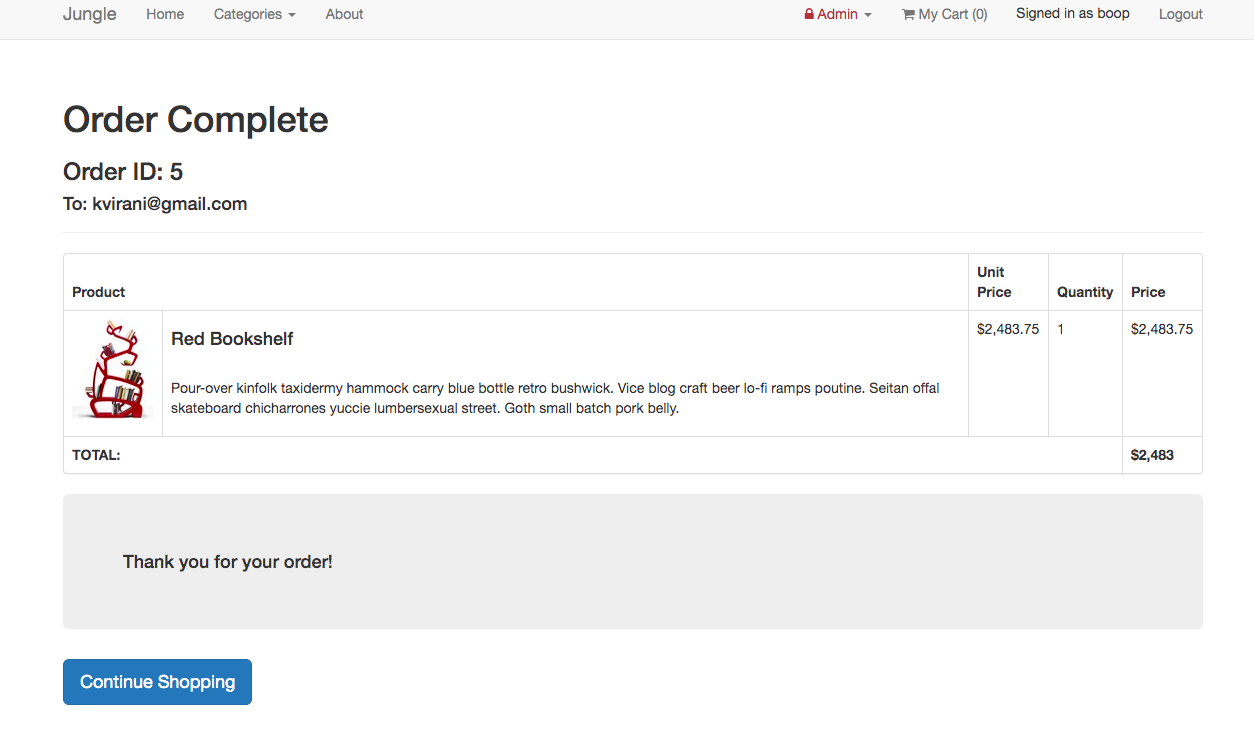 Jungle Home Categories About Admin My Cart (0) Signed in as boop Logout
Order Complete
Order ID: 5
To: kvirani@gmail.com
Product Unit Price Quantity Price
Red Bookshelf $2,483.75 1 $2,483.75
Pour-over kinfolk taxidermy hammock carry blue bottle retro bushwick. Vice blog craft beer lo-fi ramps poutine. Seitan offal
skateboard chicharrones yuccie lumbersexual street. Goth small batch pork belly.
TOTAL: $2,483
Thank you for your order!
Continue Shopping